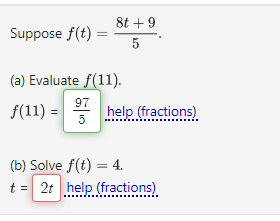 Suppose f(t) = (8t + 9)/5.
(a) Evaluate f(11).
f(11) = 97/5 help (fractions)
(b) Solve f(t) = 4.
t = 2t help (fractions)